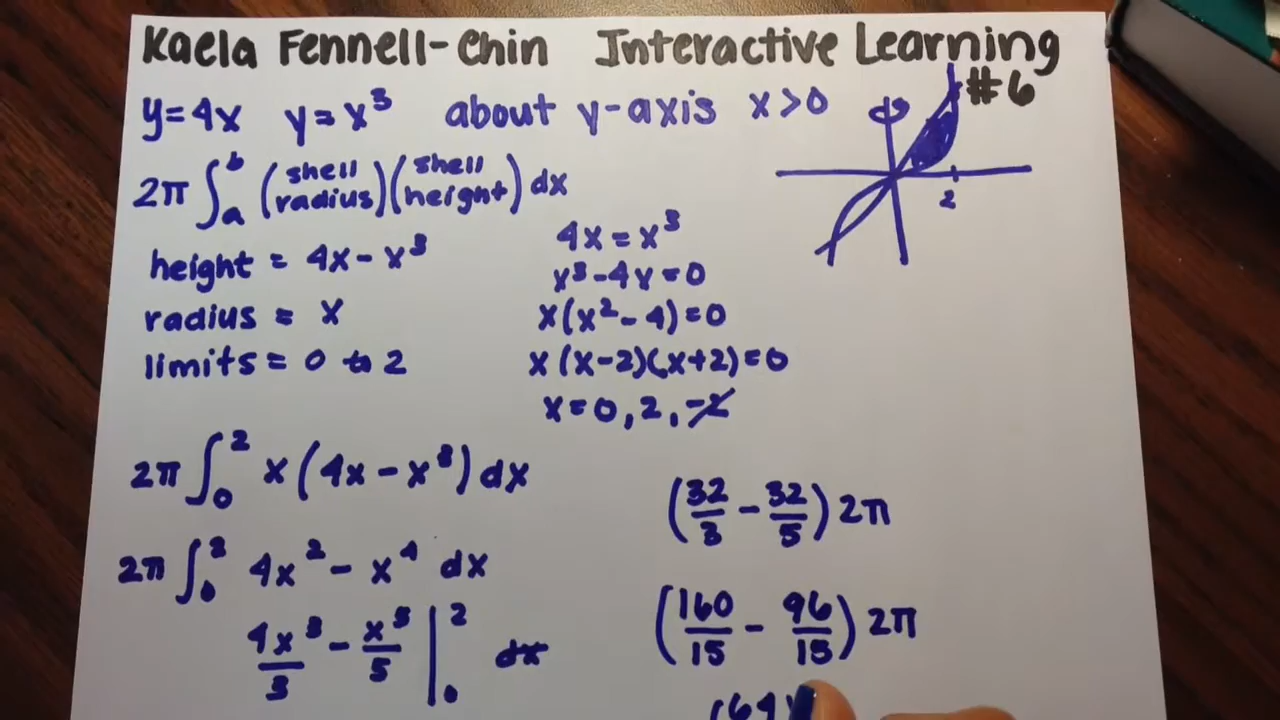 Kaela Fennell-Chin Interactive Learning
#6
y=4x y=x³ about y-axis x>0
2
2π ∫ₐᵇ (shell radius)(shell height) dx
height = 4x-x³
radius = x
limits = 0 to 2
4x = x³
x³-4x=0
x(x²-4)=0
x(x-2)(x+2)=0
x=0, 2, -2
2π ∫₀² x(4x-x³)dx
2π ∫₀² 4x²-x⁴ dx
4x³/3 - x⁵/5 |₀² dx
(32/3 - 32/5) 2π
(160/15 - 96/15) 2π
(64